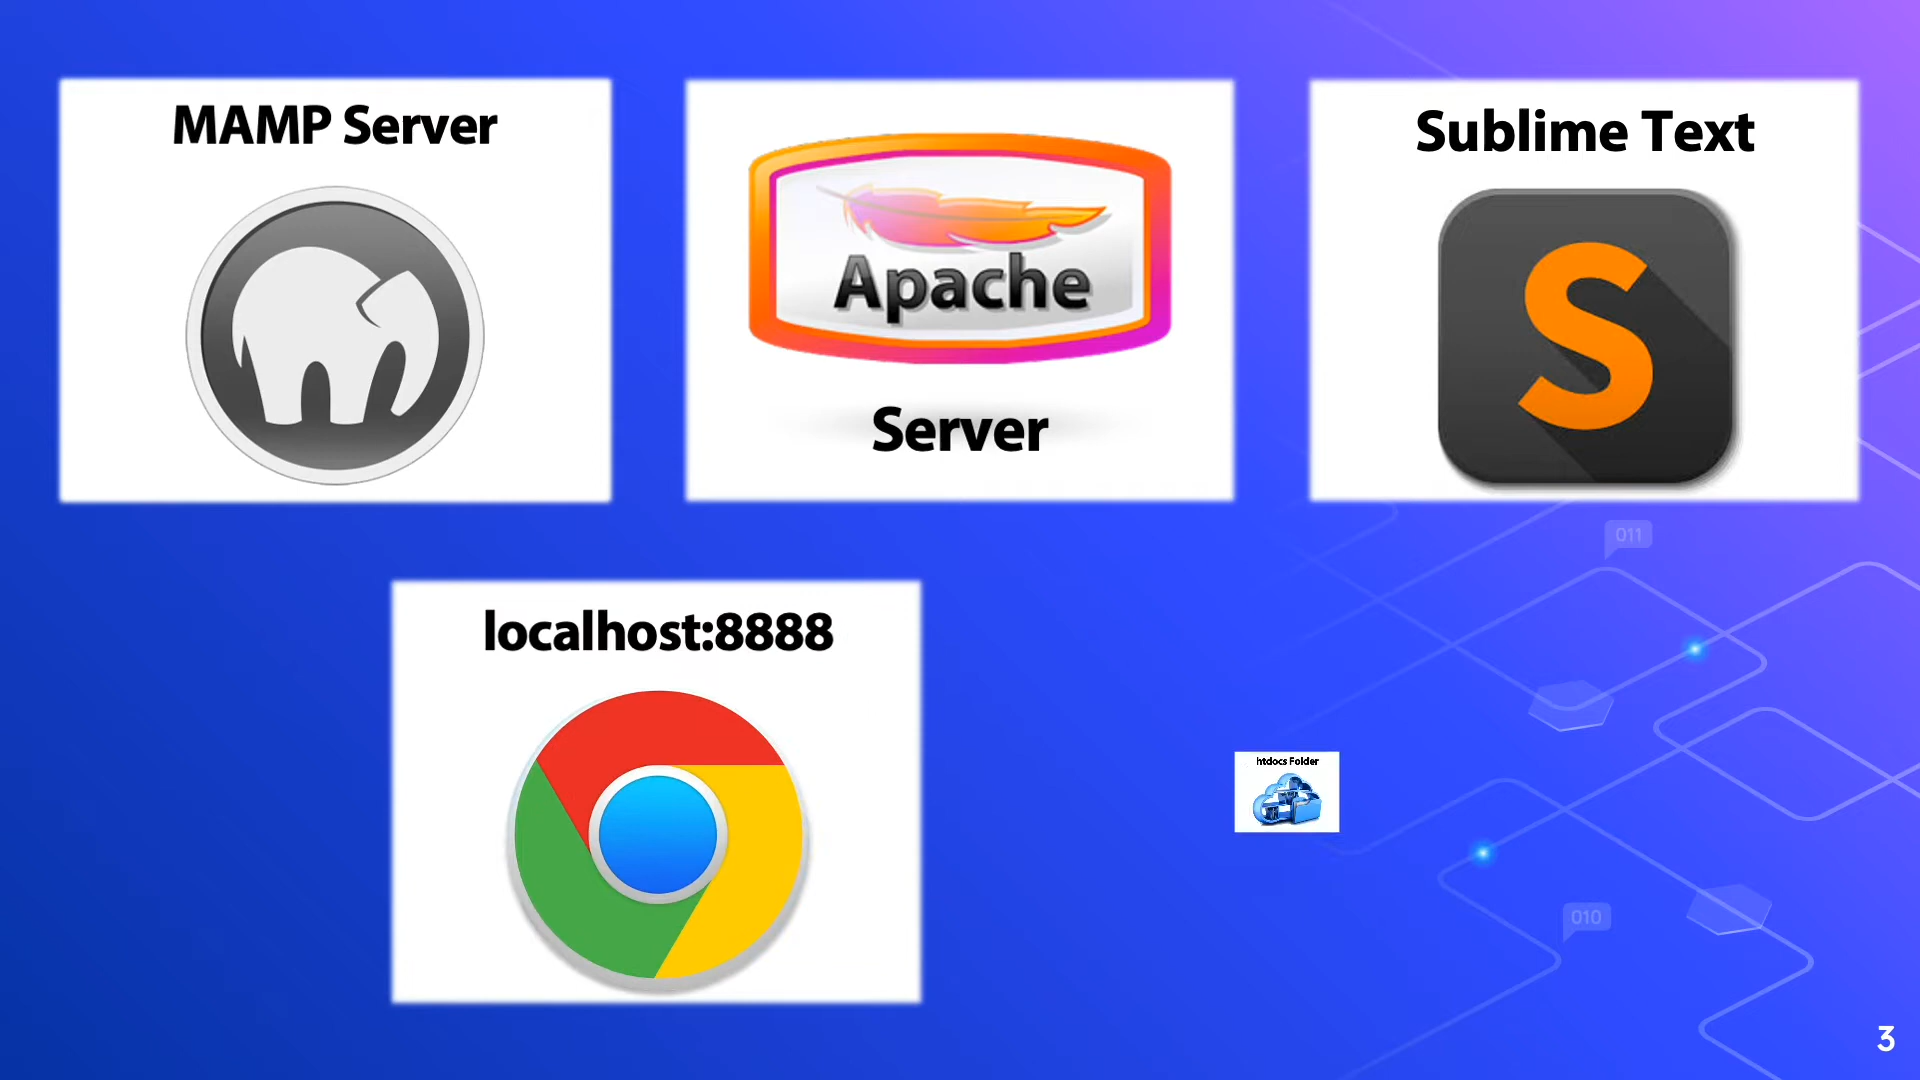 MAMP Server
Apache
Server
Sublime Text
S
localhost:8888
htdocs Folder
011
010
3